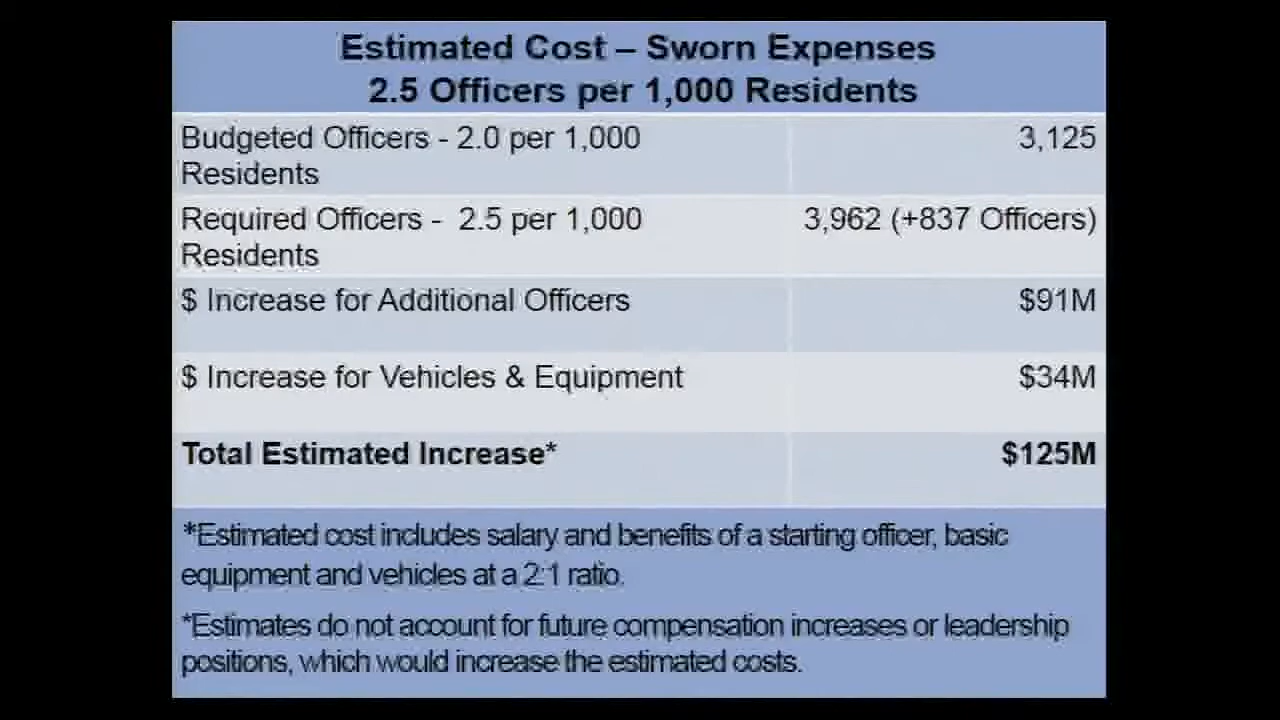 Estimated Cost – Sworn Expenses
2.5 Officers per 1,000 Residents
Budgeted Officers - 2.0 per 1,000
Residents
3,125
Required Officers - 2.5 per 1,000
Residents
3,962 (+837 Officers)
$ Increase for Additional Officers
$91M
$ Increase for Vehicles & Equipment
$34M
Total Estimated Increase*
$125M
*Estimated cost includes salary and benefits of a starting officer, basic
equipment and vehicles at a 2:1 ratio.
*Estimates do not account for future compensation increases or leadership
positions, which would increase the estimated costs.